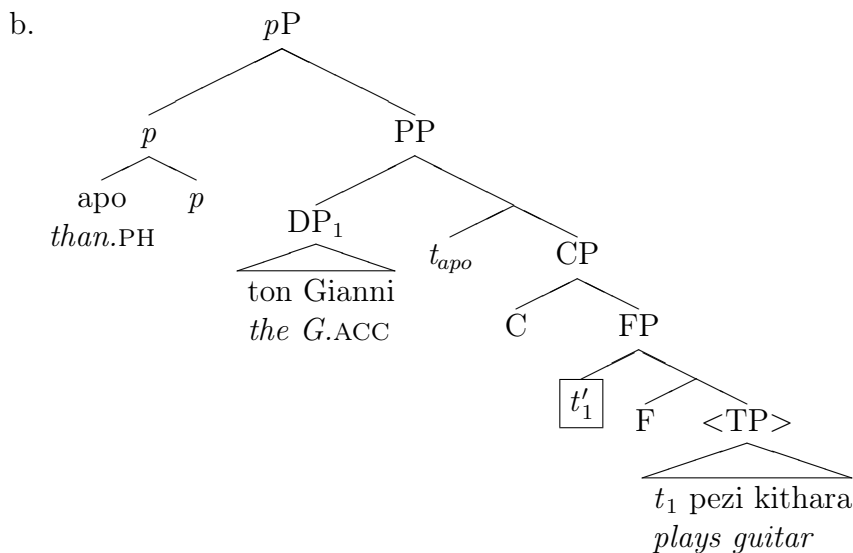 b.
pP
p PP
apo p
than.PH
DP₁
t_apo CP
ton Gianni
the G.ACC
C FP
t′₁
F <TP>
t₁ pezi kithara
plays guitar